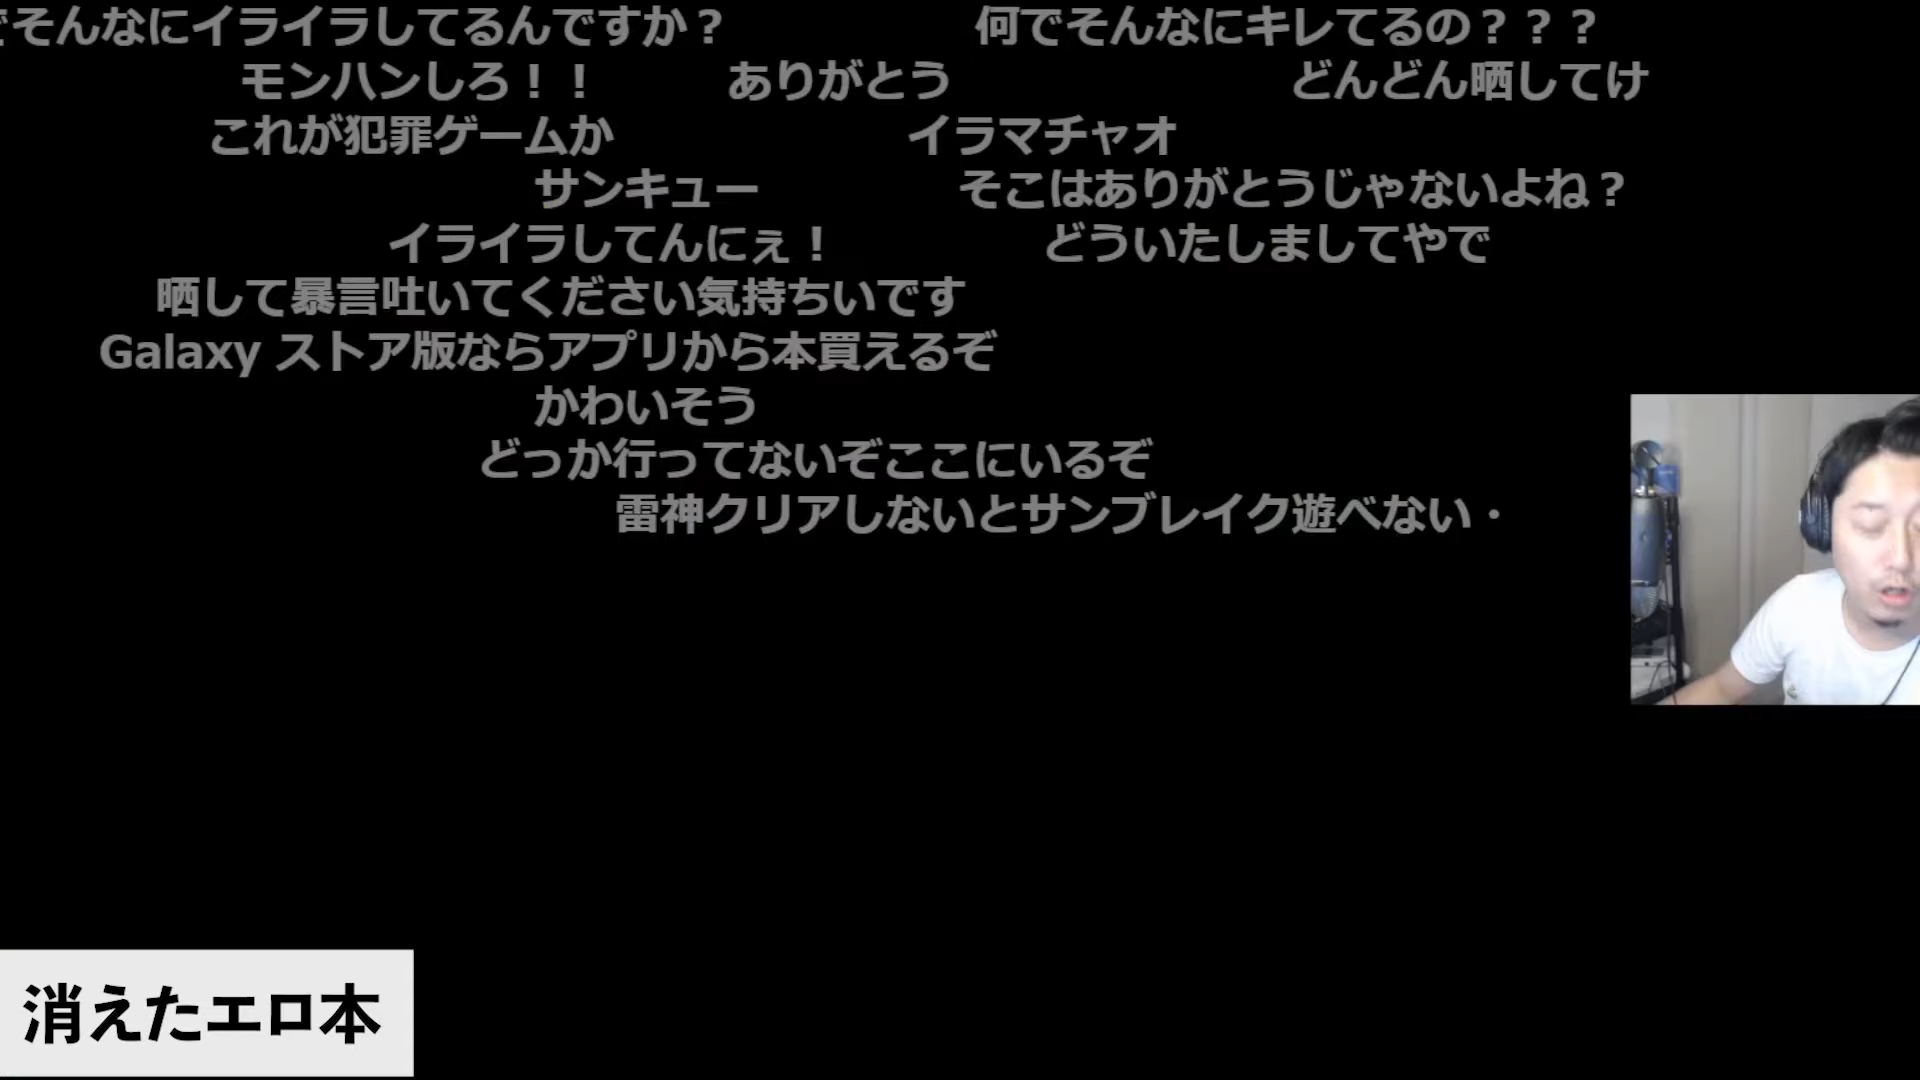 でそんなにイライラしてるんですか？ 何でそんなにキレてるの？？？
モンハンしろ！！ ありがとう どんどん晒してけ
これが犯罪ゲームか イラマチャオ
サンキュー そこはありがとうじゃないよね？
イライラしてんにぇ！ どういたしましてやで
晒して暴言吐いてください気持ちいです
Galaxy ストア版ならアプリから本買えるぞ
かわいそう
どっか行ってないぞここにいるぞ
雷神クリアしないとサンブレイク遊べない・
消えたエロ本